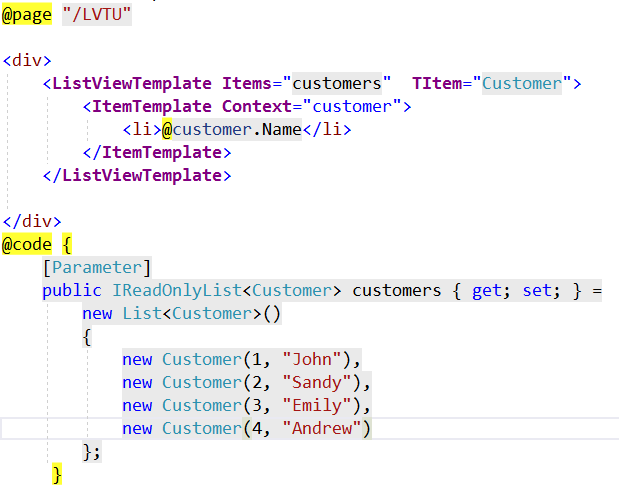 @page "/LVTU"
<div>
<ListViewTemplate Items="customers" TItem="Customer">
<ItemTemplate Context="customer">
<li>@customer.Name</li>
</ItemTemplate>
</ListViewTemplate>
</div>
@code {
[Parameter]
public IReadOnlyList<Customer> customers { get; set; } =
new List<Customer>()
{
new Customer(1, "John"),
new Customer(2, "Sandy"),
new Customer(3, "Emily"),
new Customer(4, "Andrew")
};
}